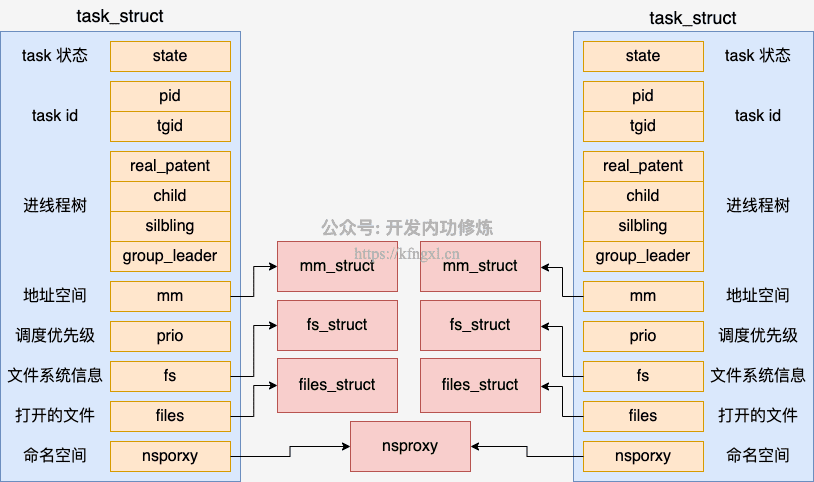 task_struct
task_struct
task 状态
state
state
task 状态
task id
pid
tgid
pid
tgid
task id
进线程树
real_patent
child
silbling
group_leader
real_patent
child
silbling
group_leader
进线程树
公众号: 开发内功修炼
https://kfngxl.cn
地址空间
mm
mm_struct
mm_struct
mm
地址空间
调度优先级
prio
fs_struct
fs_struct
prio
调度优先级
文件系统信息
fs
files_struct
files_struct
fs
文件系统信息
打开的文件
files
files
打开的文件
命名空间
nsporxy
nsproxy
nsporxy
命名空间